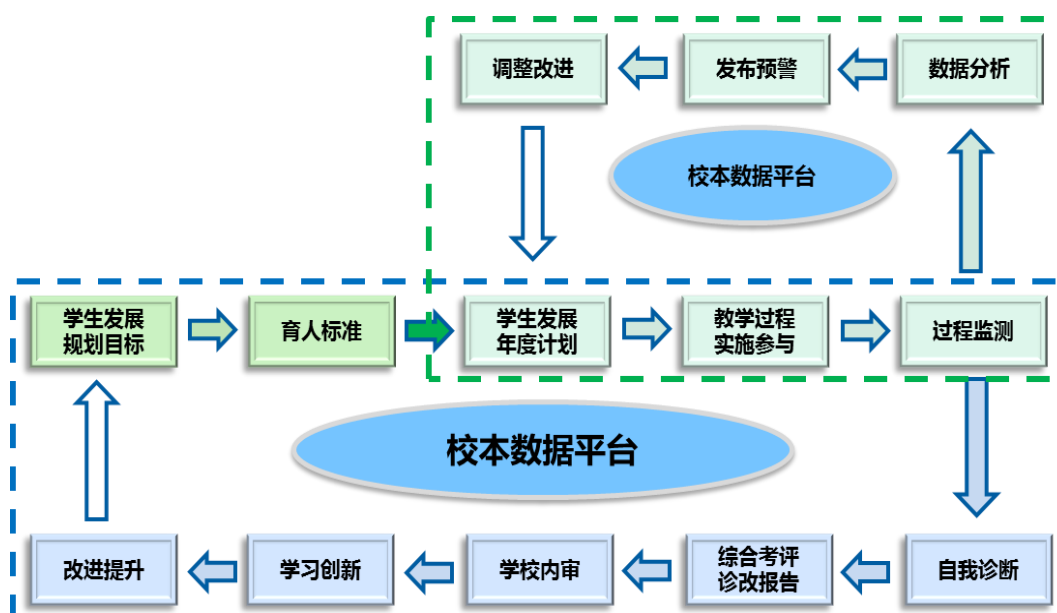 调整改进
发布预警
数据分析
校本数据平台
学生发展
规划目标
育人标准
学生发展
年度计划
教学过程
实施参与
过程监测
校本数据平台
改进提升
学习创新
学校内审
综合考评
诊改报告
自我诊断